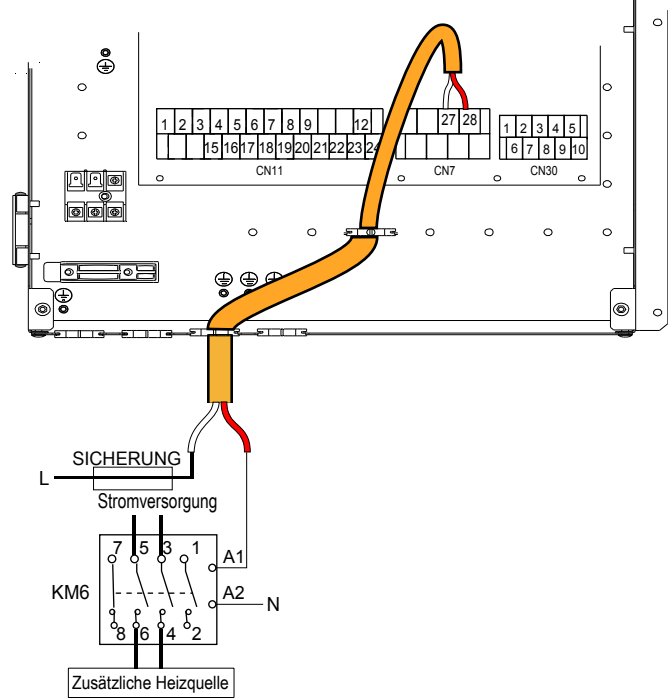 1 2 3 4 5 6 7 8 9 12
15 16 17 18 19 20 21 22 23 24
CN11
27 28
CN7
1 2 3 4 5
6 7 8 9 10
CN30
SICHERUNG
L
Stromversorgung
7 5 3 1
A1
KM6
A2
N
8 6 4 2
Zusätzliche Heizquelle